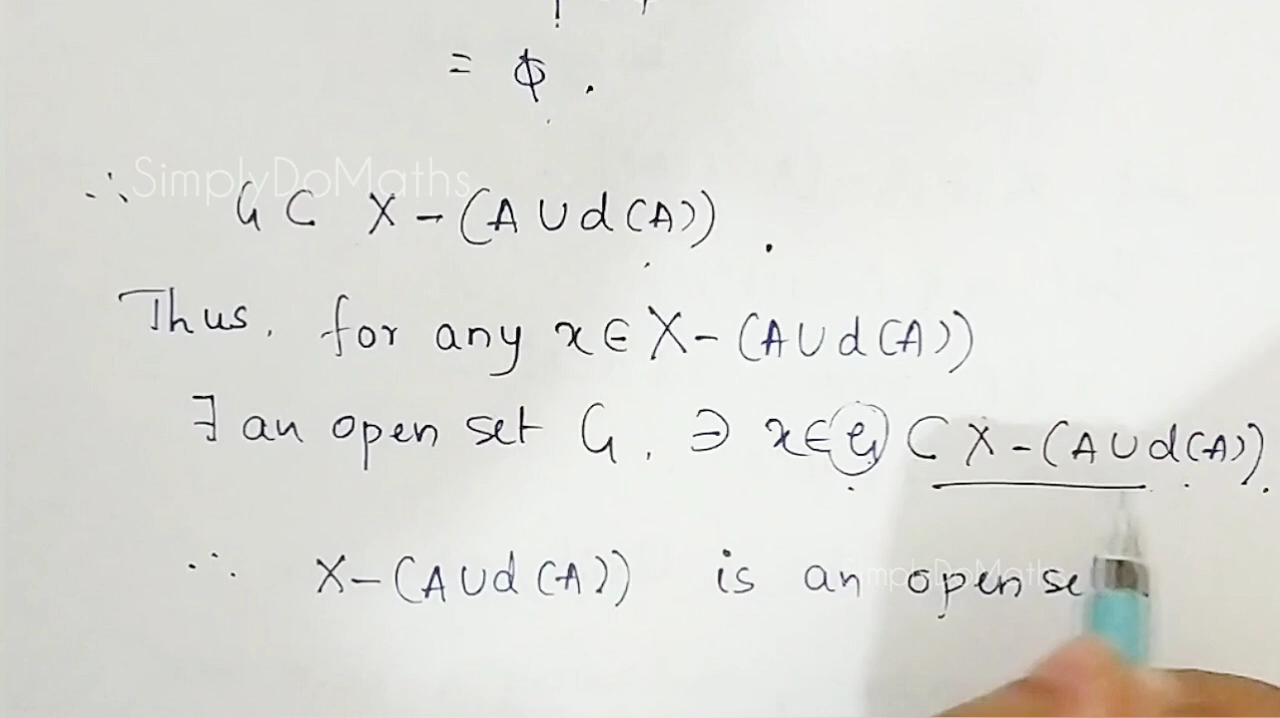 = ϕ .
SimplyDoMaths
∴ G ⊂ X - (A ∪ d(A)) .
Thus, for any x ∈ X - (A ∪ d(A))
∃ an open set G, ∋ x ∈ G ⊂ X - (A ∪ d(A)).
∴ X - (A ∪ d(A)) is an open se
SimplyDoMaths